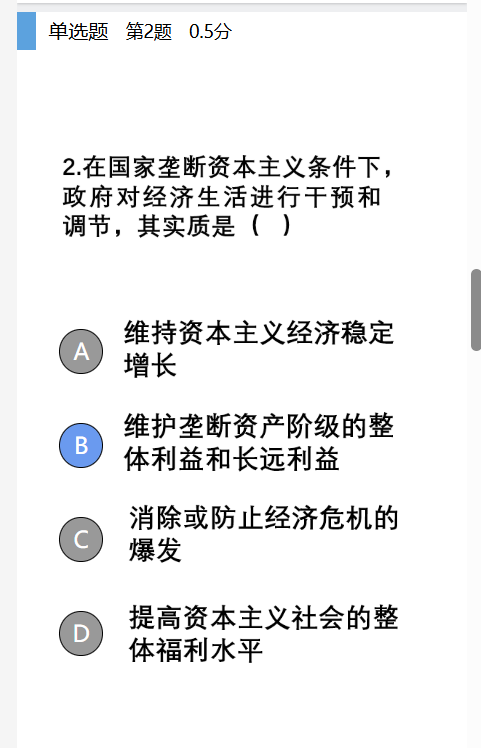 单选题 第2题 0.5分
2.在国家垄断资本主义条件下，
政府对经济生活进行干预和
调节，其实质是（ ）
A 维持资本主义经济稳定
增长
B 维护垄断资产阶级的整
体利益和长远利益
C 消除或防止经济危机的
爆发
D 提高资本主义社会的整
体福利水平